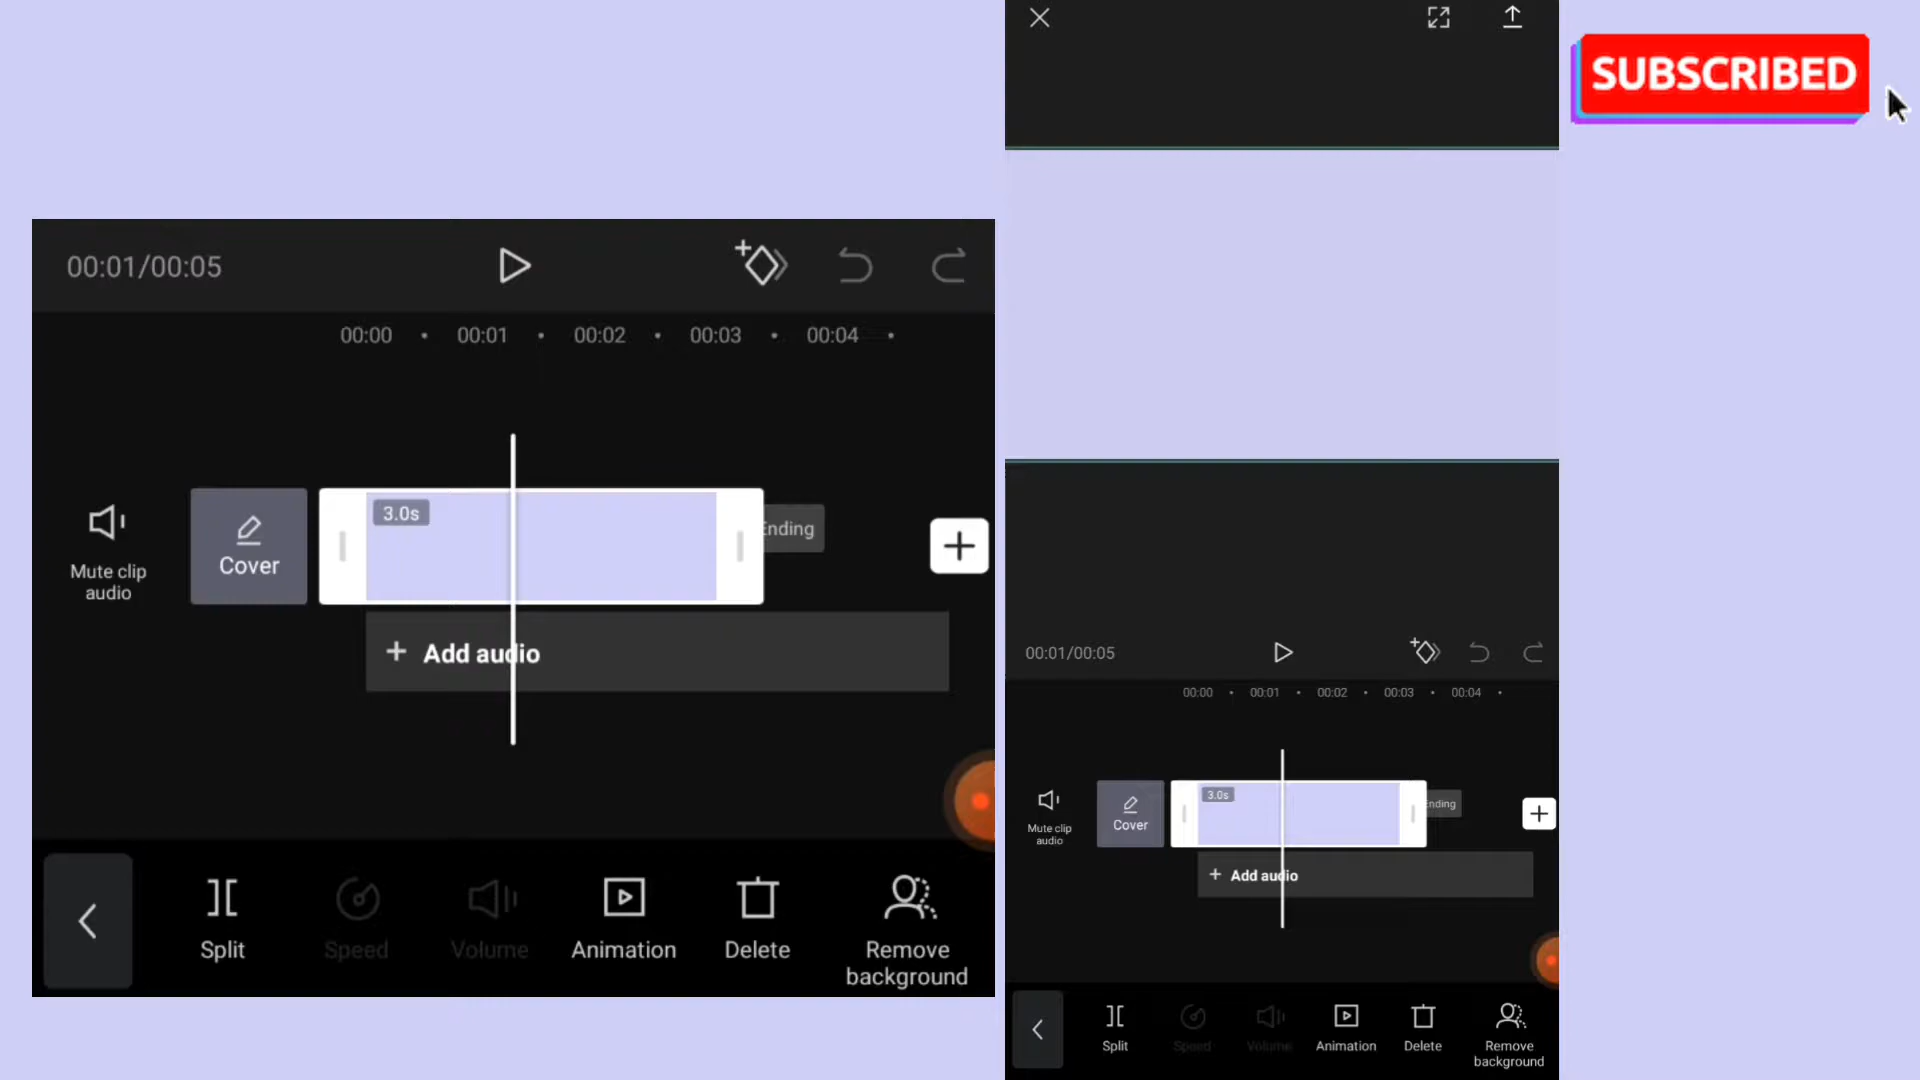 SUBSCRIBED
00:01/00:05
00:00 • 00:01 • 00:02 • 00:03 • 00:04 •
3.0s
Ending
Mute clip
audio
Cover
+ Add audio
Split
Speed
Volume
Animation
Delete
Remove
background
00:01/00:05
00:00 • 00:01 • 00:02 • 00:03 • 00:04 •
3.0s
nding
Mute clip
audio
Cover
+ Add audio
Split
Speed
Volume
Animation
Delete
Remove
background